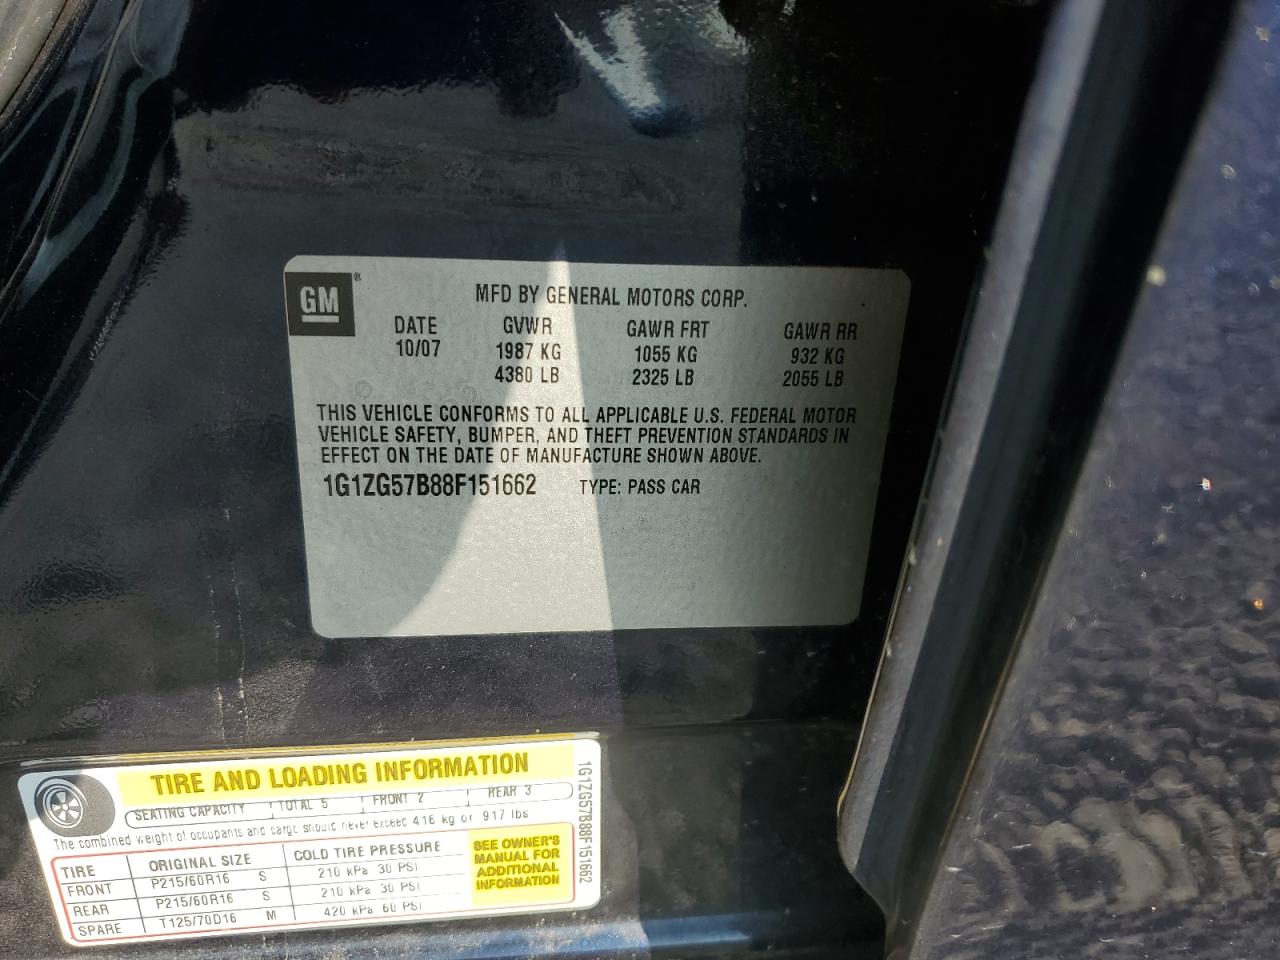 GM®
MFD BY GENERAL MOTORS CORP.
DATE GVWR GAWR FRT GAWR RR
10/07 1987 KG 1055 KG 932 KG
4380 LB 2325 LB 2055 LB
THIS VEHICLE CONFORMS TO ALL APPLICABLE U.S. FEDERAL MOTOR
VEHICLE SAFETY, BUMPER, AND THEFT PREVENTION STANDARDS IN
EFFECT ON THE DATE OF MANUFACTURE SHOWN ABOVE.
1G1ZG57B88F151662 TYPE: PASS CAR
TIRE AND LOADING INFORMATION
SEATING CAPACITY TOTAL 5 FRONT 2 REAR 3
The combined weight of occupants and cargo should never exceed 416 kg or 917 lbs
TIRE ORIGINAL SIZE COLD TIRE PRESSURE
FRONT P215/60R16 S 210 kPa 30 PSI
REAR P215/60R16 S 210 kPa 30 PSI
SPARE T125/70D16 M 420 kPa 60 PSI
SEE OWNER'S
MANUAL FOR
ADDITIONAL
INFORMATION
1G1ZG57B88F151662